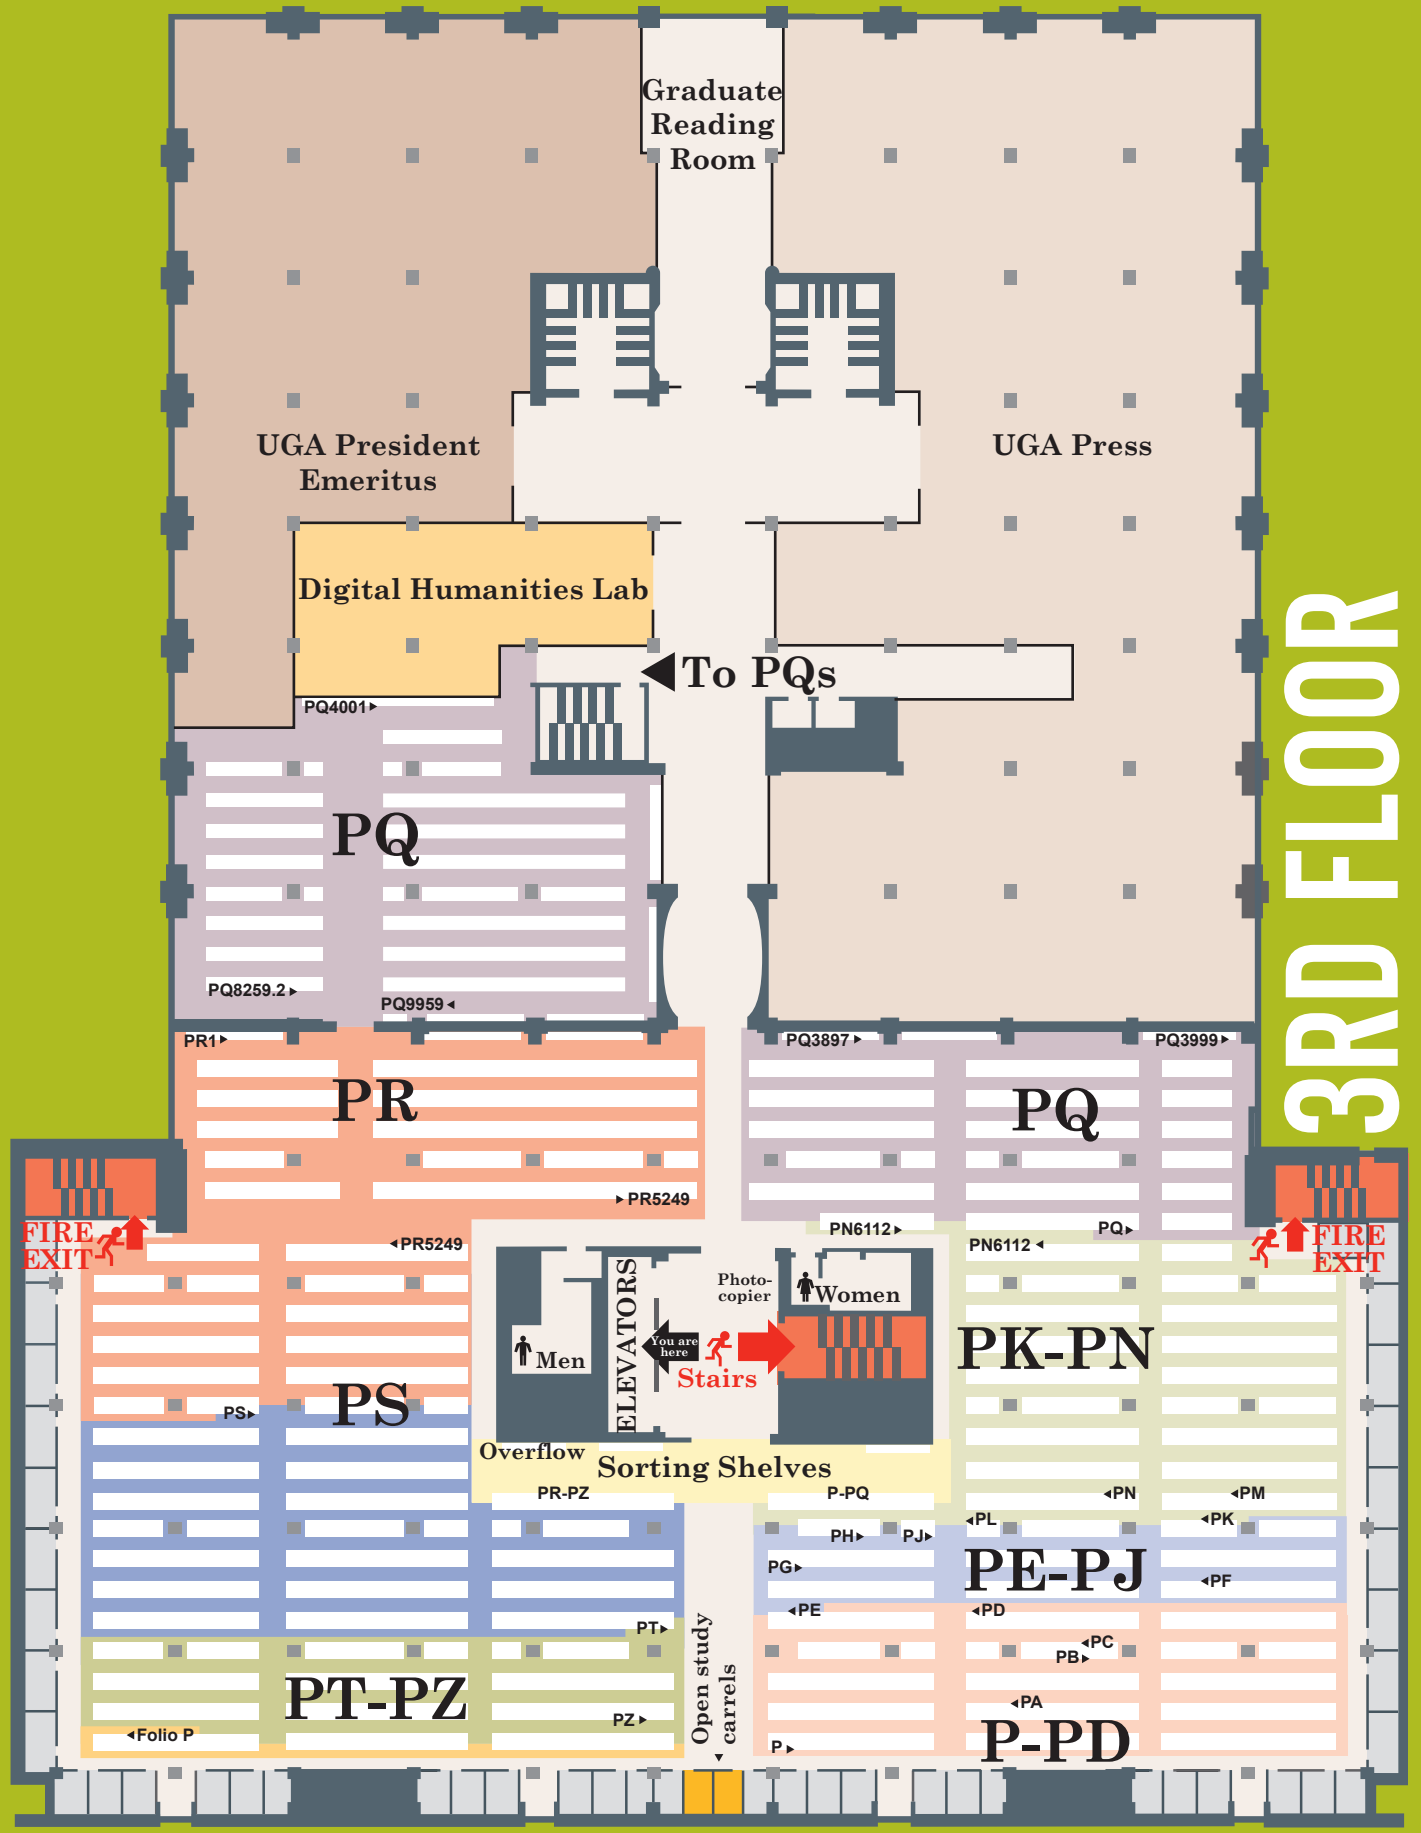 Graduate
Reading
Room
UGA President
Emeritus
UGA Press
Digital Humanities Lab
3RD FLOOR
To PQs
PQ4001
PQ
PQ8259.2
PQ9959
PR1
PQ3897
PQ3999
PR
PQ
PR5249
PN6112
PQ
FIRE
EXIT
PR5249
PN6112
FIRE
EXIT
ELEVATORS
Photo-
copier
Women
You are
here
Men
Stairs
PK-PN
PS
PS
Overflow
Sorting Shelves
PR-PZ
P-PQ
PN
PM
PL
PK
PH
PJ
PE-PJ
PG
PF
PE
PD
PT
PC
PB
Open study
carrels
PT-PZ
PA
PZ
Folio P
P
P-PD